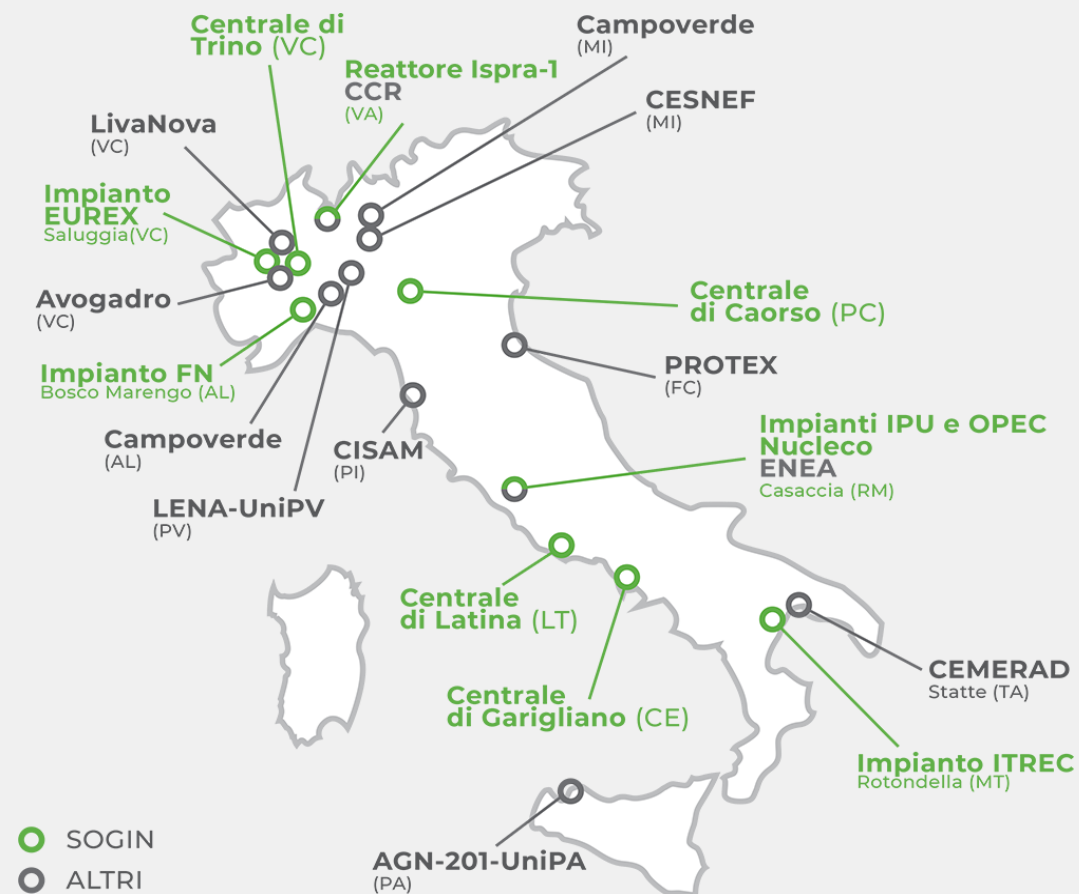 Centrale di
Trino (VC)
Campoverde
(MI)
Reattore Ispra-1
CCR
(VA)
CESNEF
(MI)
LivaNova
(VC)
Impianto
EUREX
Saluggia(VC)
Avogadro
(VC)
Centrale
di Caorso (PC)
PROTEX
(FC)
Impianto FN
Bosco Marengo (AL)
Campoverde
(AL)
CISAM
(PI)
Impianti IPU e OPEC
Nucleco
ENEA
Casaccia (RM)
LENA-UniPV
(PV)
Centrale
di Latina (LT)
CEMERAD
Statte (TA)
Centrale
di Garigliano (CE)
Impianto ITREC
Rotondella (MT)
AGN-201-UniPA
(PA)
SOGIN
ALTRI